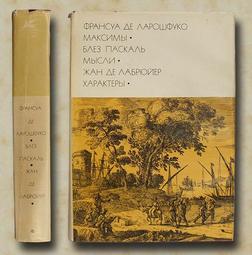 ФРАНСУА
ДЕ
ЛАРОШФУКО
БЛЕЗ
ПАСКАЛЬ
ЖАН
ДЕ
ЛАБРЮЙЕР
ФРАНСУА ДЕ ЛАРОШФУКО
МАКСИМЫ •
БЛЕЗ ПАСКАЛЬ
МЫСЛИ •
ЖАН ДЕ ЛАБРЮЙЕР
ХАРАКТЕРЫ •